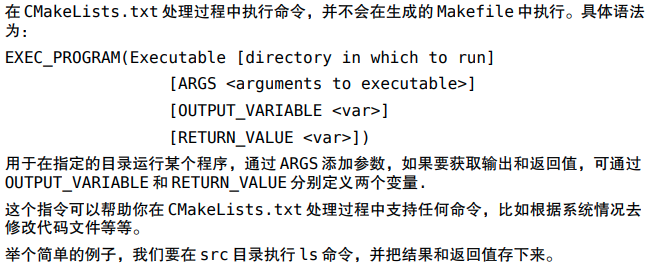 在 CMakeLists.txt 处理过程中执行命令，并不会在生成的 Makefile 中执行。具体语法
为：
EXEC_PROGRAM(Executable [directory in which to run]
[ARGS <arguments to executable>]
[OUTPUT_VARIABLE <var>]
[RETURN_VALUE <var>])
用于在指定的目录运行某个程序，通过 ARGS 添加参数，如果要获取输出和返回值，可通过
OUTPUT_VARIABLE 和 RETURN_VALUE 分别定义两个变量.
这个指令可以帮助你在 CMakeLists.txt 处理过程中支持任何命令，比如根据系统情况去
修改代码文件等等。
举个简单的例子，我们要在 src 目录执行 ls 命令，并把结果和返回值存下来。